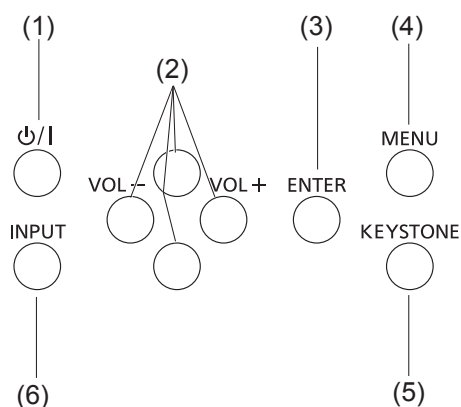 (1)
(2)
(3)
(4)
⏻/I
MENU
VOL - VOL + ENTER
INPUT
KEYSTONE
(6)
(5)